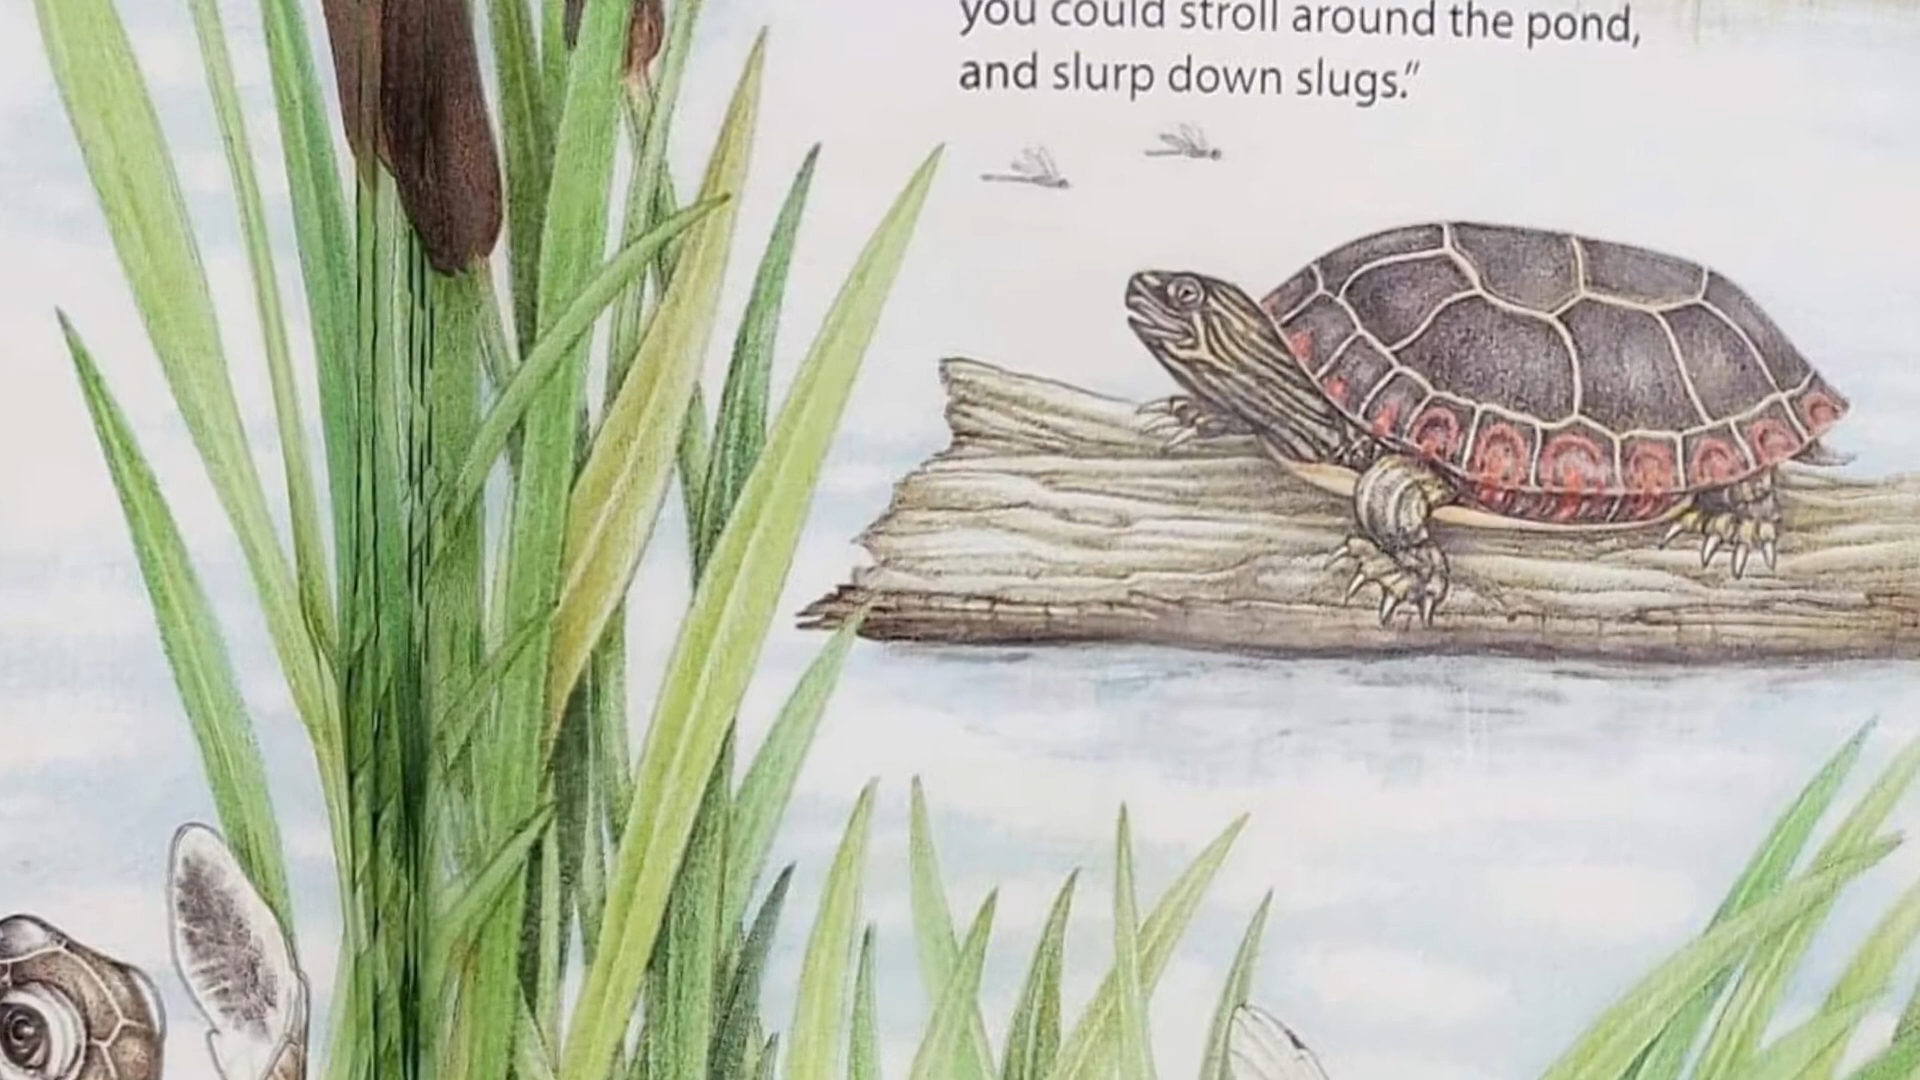 you could stroll around the pond,
and slurp down slugs.”